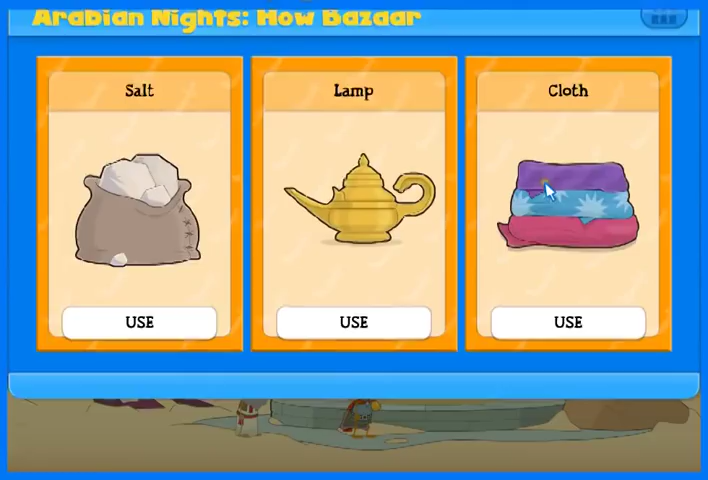 Arabian Nights: How Bazaar
Salt
Lamp
Cloth
USE
USE
USE